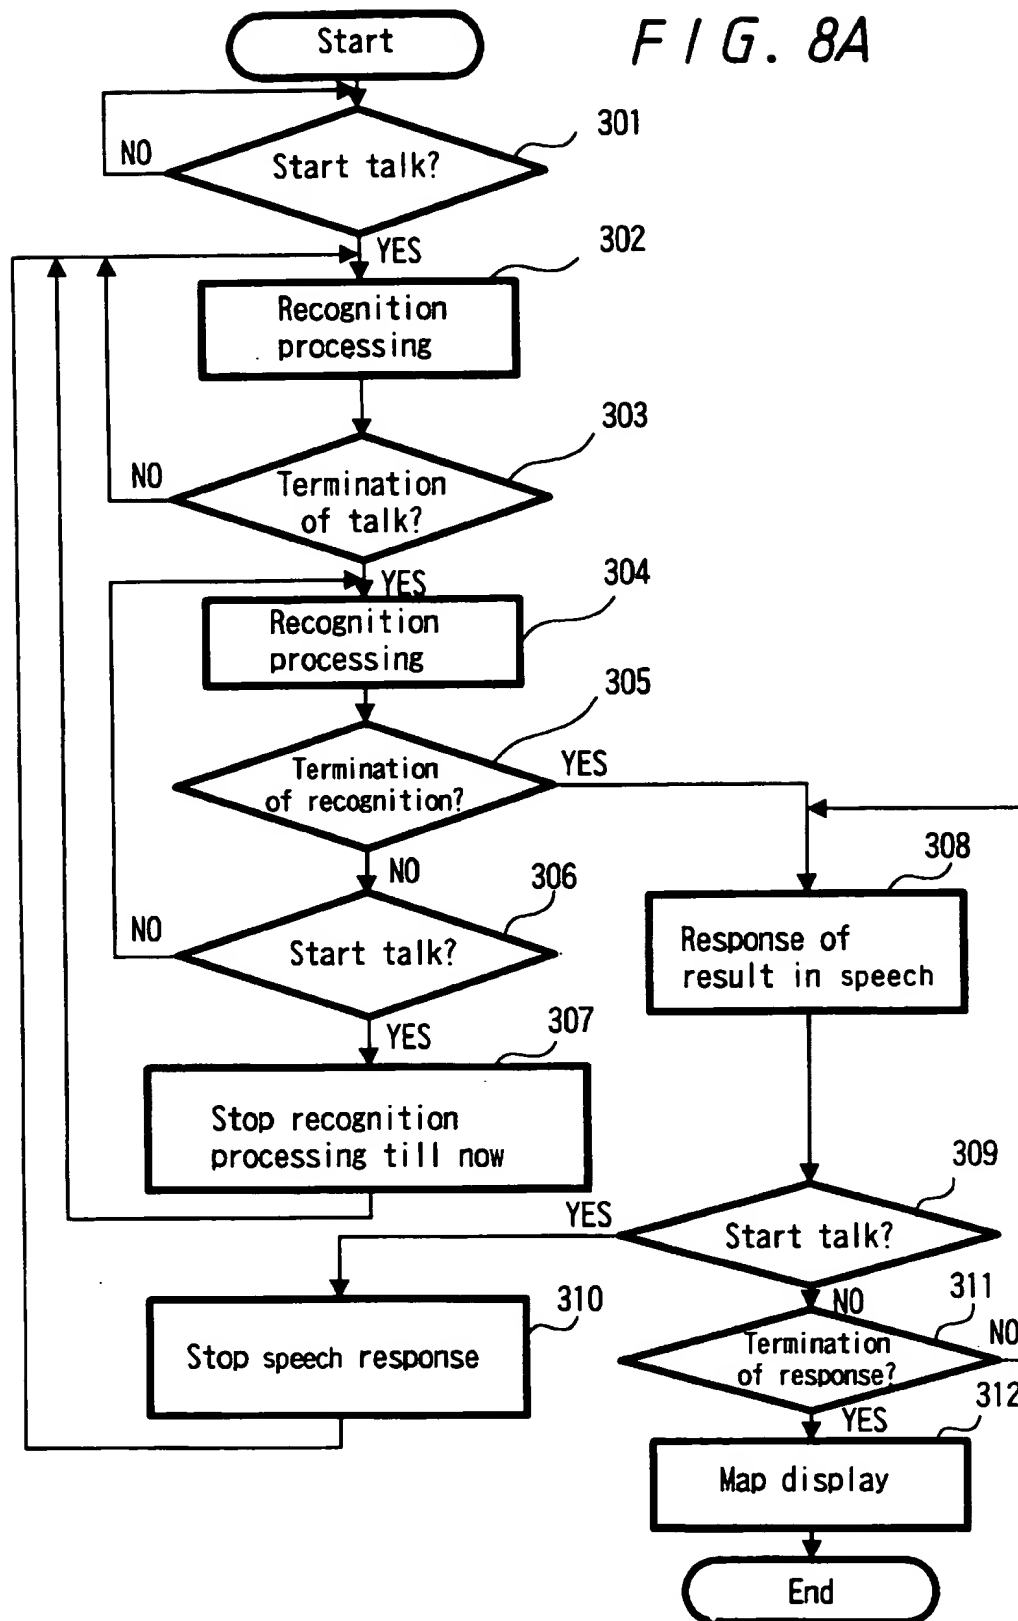 FIG. 8A
Start
301
NO
Start talk?
YES
302
Recognition
processing
303
NO
Termination
of talk?
YES
304
Recognition
processing
305
Termination
of recognition?
YES
NO
306
NO
Start talk?
308
Response of
result in speech
YES
307
Stop recognition
processing till now
309
YES
Start talk?
310
NO
311
Stop speech response
Termination
of response?
NO
312
YES
Map display
End